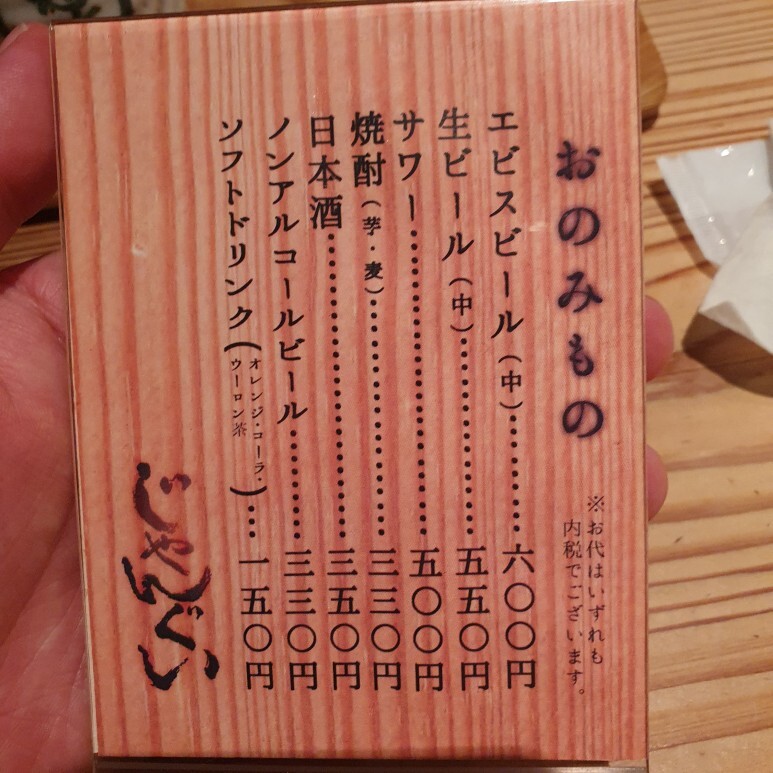 おのみもの
※お代はいずれも
内税でございます。
エビスビール（中）………六〇〇円
生ビール（中）……………五五〇円
サワー……………………五〇〇円
焼酎（芋・麦）……………三三〇円
日本酒……………………三五〇円
ノンアルコールビール……三三〇円
ソフトドリンク（オレンジ・コーラ・
ウーロン茶）…一五〇円
じゃんぐい